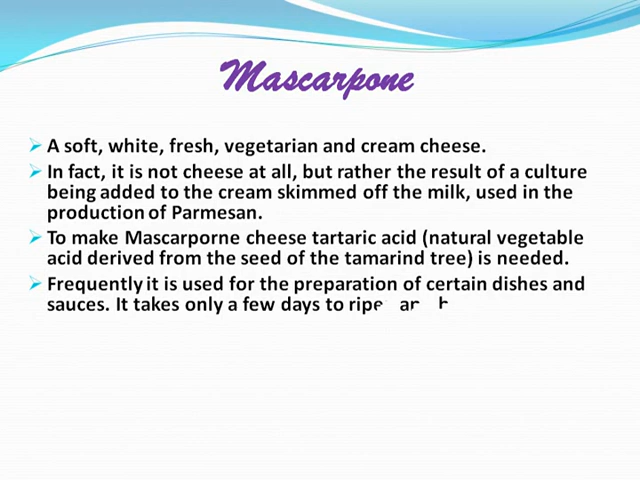 Mascarpone
A soft, white, fresh, vegetarian and cream cheese.
In fact, it is not cheese at all, but rather the result of a culture
being added to the cream skimmed off the milk, used in the
production of Parmesan.
To make Mascarporne cheese tartaric acid (natural vegetable
acid derived from the seed of the tamarind tree) is needed.
Frequently it is used for the preparation of certain dishes and
sauces. It takes only a few days to